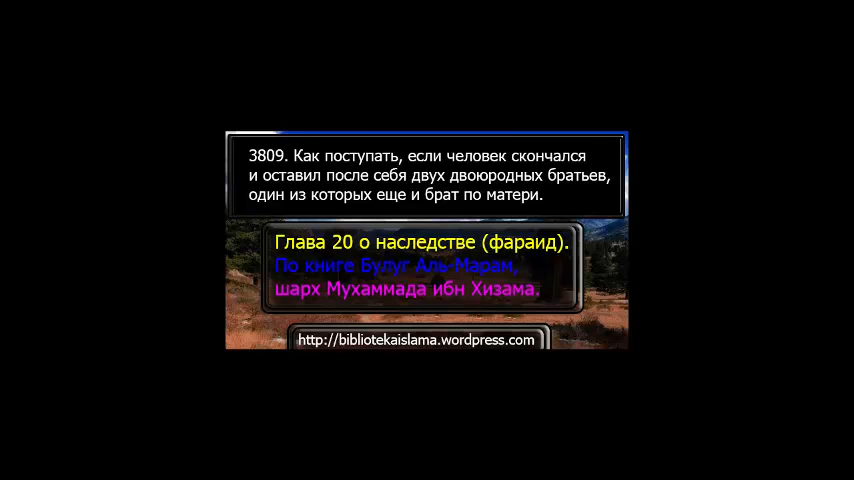 3809. Как поступать, если человек скончался
и оставил после себя двух двоюродных братьев,
один из которых еще и брат по матери.
Глава 20 о наследстве (фараид).
По книге Булуг Аль-Марам,
шарх Мухаммада ибн Хизама.
http://bibliotekaislama.wordpress.com